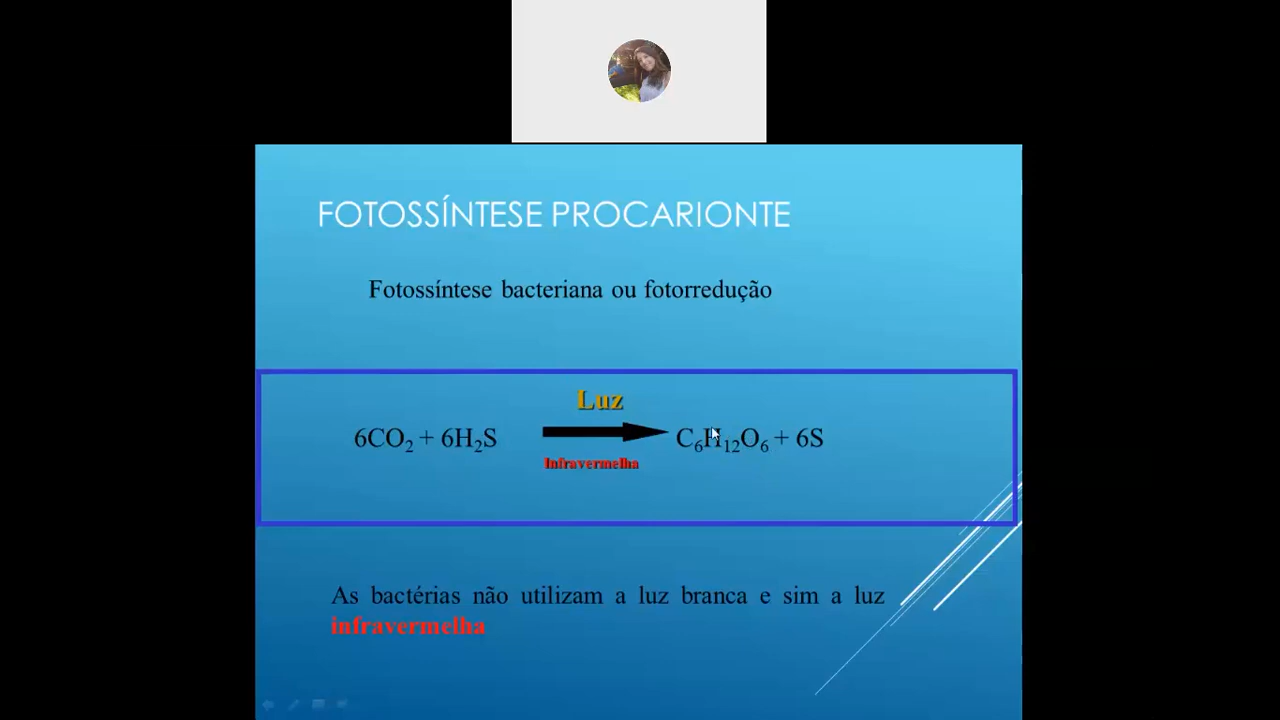 FOTOSSÍNTESE PROCARIONTE
Fotossíntese bacteriana ou fotorredução
Luz
6CO₂ + 6H₂S C₆H₁₂O₆ + 6S
Infravermelha
As bactérias não utilizam a luz branca e sim a luz
infravermelha